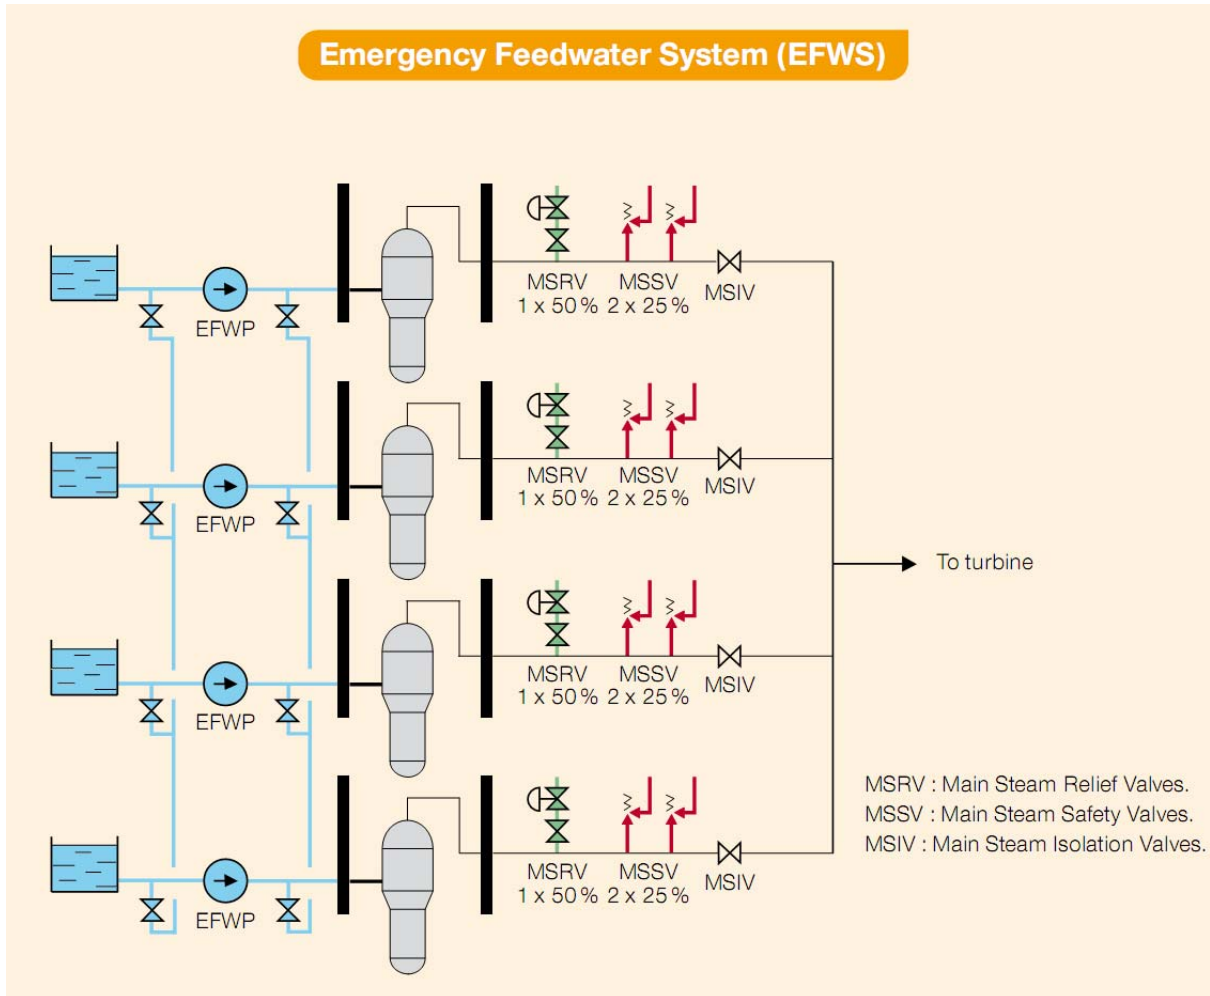 Emergency Feedwater System (EFWS)
EFWP
MSRV
1 x 50%
MSSV
2 x 25%
MSIV
EFWP
MSRV
1 x 50%
MSSV
2 x 25%
MSIV
To turbine
EFWP
MSRV
1 x 50%
MSSV
2 x 25%
MSIV
EFWP
MSRV
1 x 50%
MSSV
2 x 25%
MSIV
MSRV : Main Steam Relief Valves.
MSSV : Main Steam Safety Valves.
MSIV : Main Steam Isolation Valves.